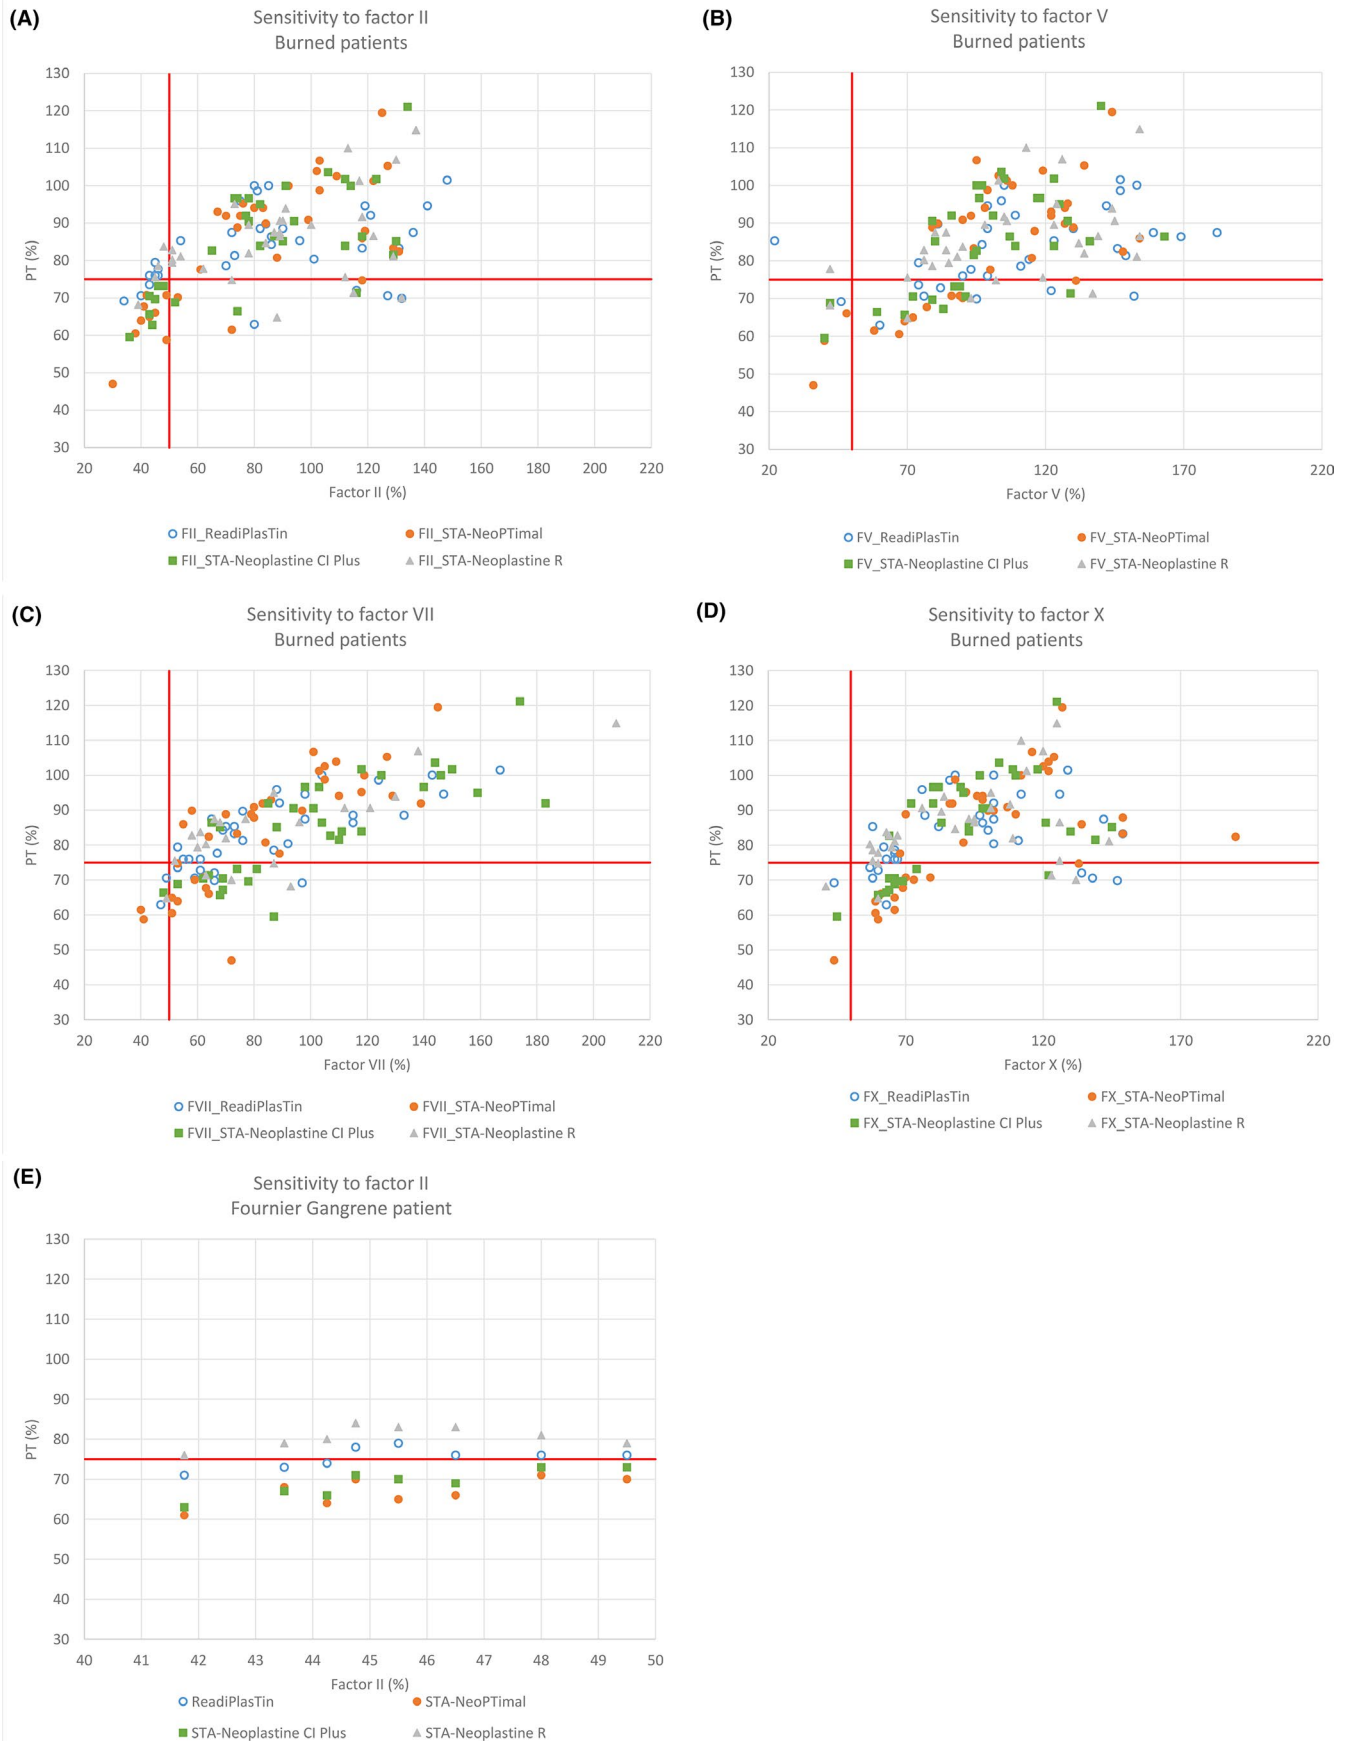 (A)
Sensitivity to factor II
Burned patients
130
120
110
100
90
80
70
60
50
40
30
PT (%)
20 40 60 80 100 120 140 160 180 200 220
Factor II (%)
FII_ReadiPlasTin FII_STA-NeoPTimal
FII_STA-Neoplastine CI Plus FII_STA-Neoplastine R
(B)
Sensitivity to factor V
Burned patients
130
120
110
100
90
80
70
60
50
40
30
PT (%)
20 70 120 170 220
Factor V (%)
FV_ReadiPlasTin FV_STA-NeoPTimal
FV_STA-Neoplastine CI Plus FV_STA-Neoplastine R
(C)
Sensitivity to factor VII
Burned patients
130
120
110
100
90
80
70
60
50
40
30
PT (%)
20 40 60 80 100 120 140 160 180 200 220
Factor VII (%)
FVII_ReadiPlasTin FVII_STA-NeoPTimal
FVII_STA-Neoplastine CI Plus FVII_STA-Neoplastine R
(D)
Sensitivity to factor X
Burned patients
130
120
110
100
90
80
70
60
50
40
30
PT (%)
20 70 120 170 220
Factor X (%)
FX_ReadiPlasTin FX_STA-NeoPTimal
FX_STA-Neoplastine CI Plus FX_STA-Neoplastine R
(E)
Sensitivity to factor II
Fournier Gangrene patient
130
120
110
100
90
80
70
60
50
40
30
PT (%)
40 41 42 43 44 45 46 47 48 49 50
Factor II (%)
ReadiPlasTin STA-NeoPTimal
STA-Neoplastine CI Plus STA-Neoplastine R